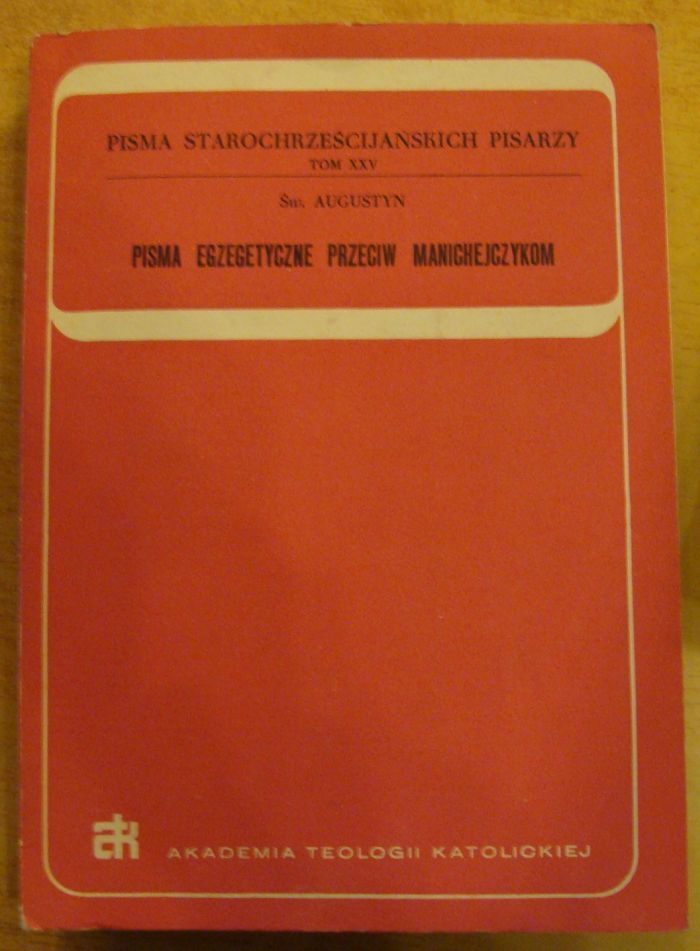 PISMA STAROCHRZEŚCIJAŃSKICH PISARZY
TOM XXV
Św. AUGUSTYN
PISMA EGZEGETYCZNE PRZECIW MANICHEJCZYKOM
atk AKADEMIA TEOLOGII KATOLICKIEJ